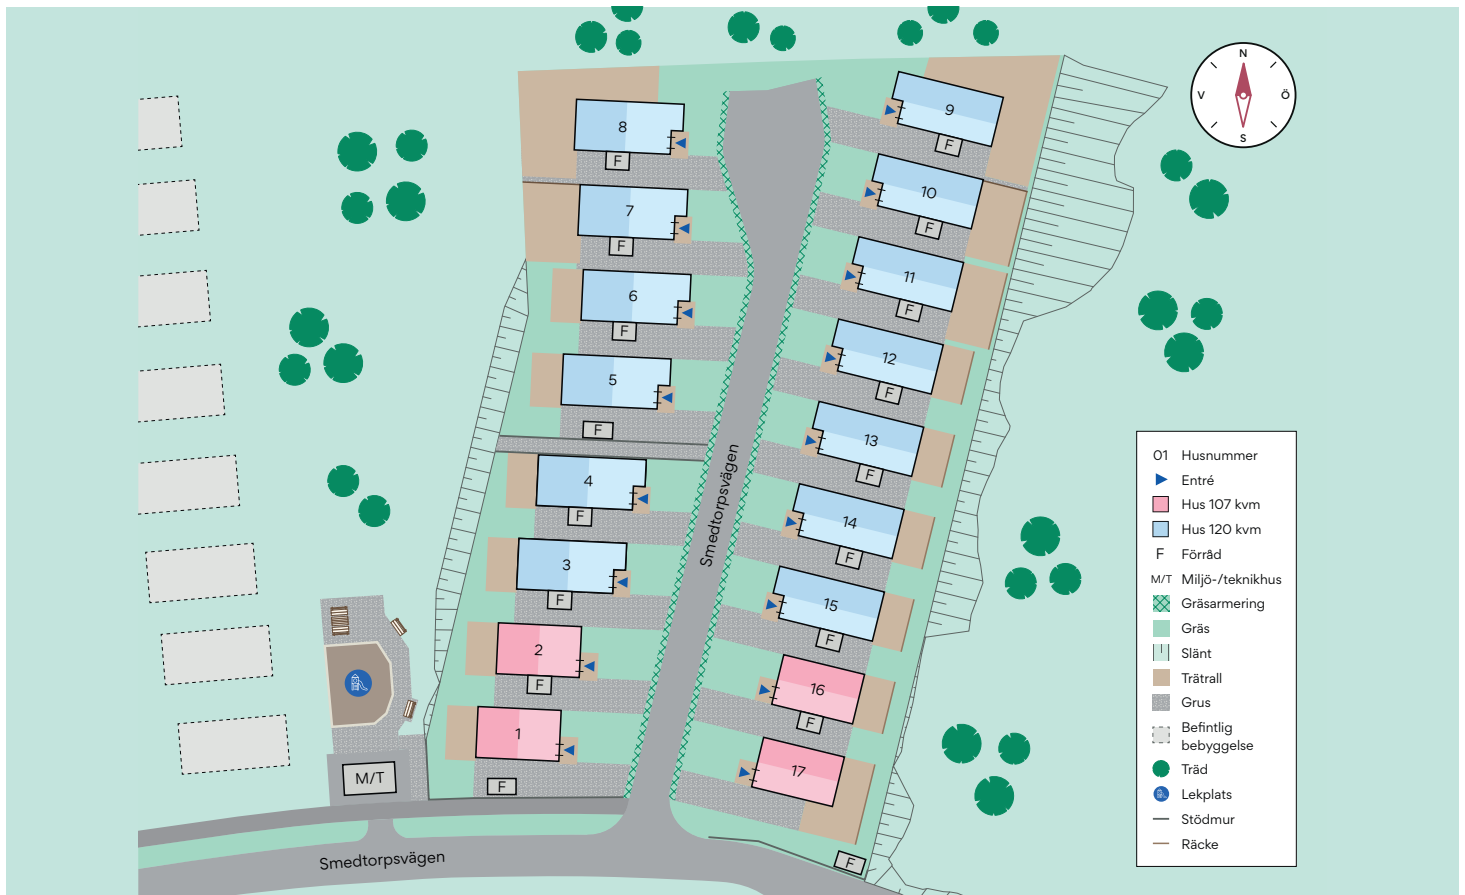 N
V
Ö
S
8
F
7
F
6
F
5
F
4
F
3
F
2
F
1
F
9
F
10
F
11
F
12
F
13
F
14
F
15
F
16
F
17
F
Smedtorpsvägen
M/T
Smedtorpsvägen
01 Husnummer
Entré
Hus 107 kvm
Hus 120 kvm
F Förråd
M/T Miljö-/teknikhus
Gräsarmering
Gräs
Slänt
Trätrall
Grus
Befintlig
bebyggelse
Träd
Lekplats
Stödmur
Räcke